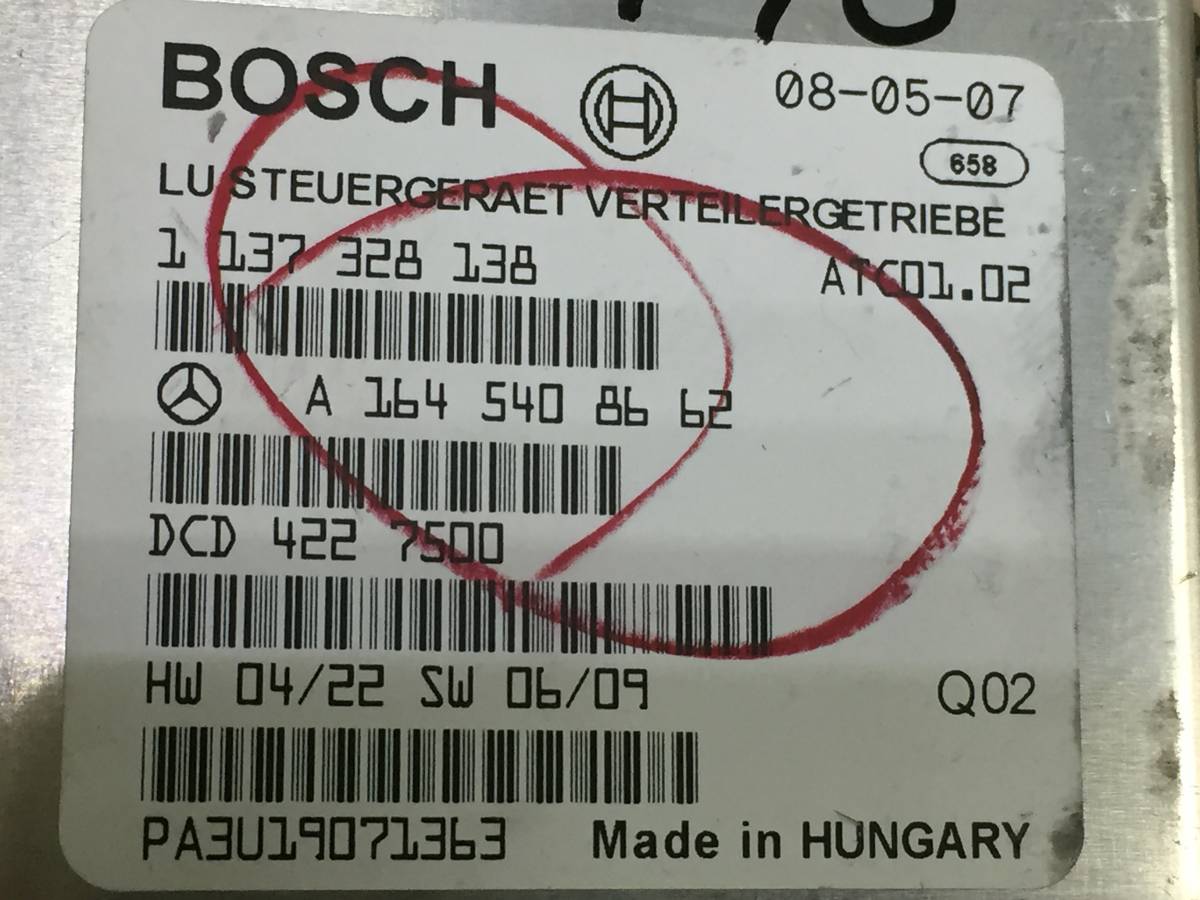 BOSCH
08-05-07
658
LU STEUERGERAET VERTEILERGETRIEBE
1 137 328 138
ATC01.02
A 164 540 86 62
DCD 422 7500
HW 04/22 SW 06/09
Q02
PA3U19071363
Made in HUNGARY